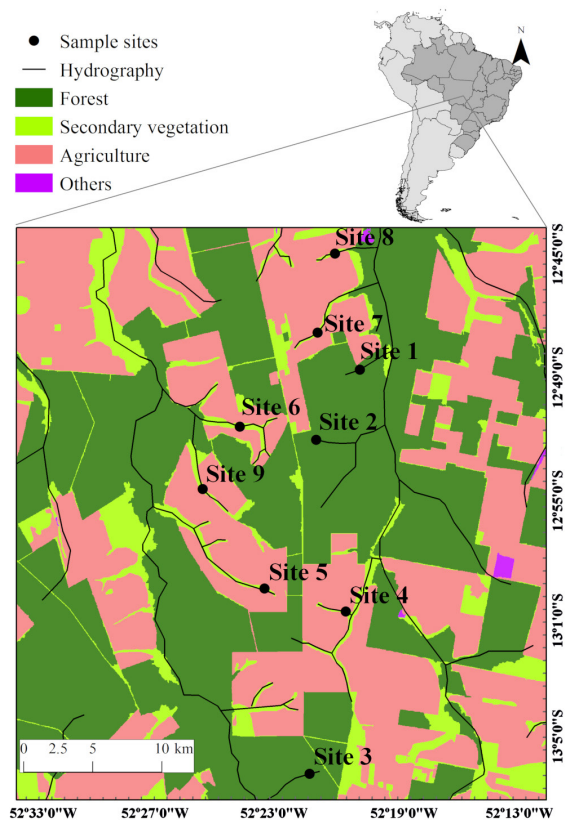 N
Sample sites
Hydrography
Forest
Secondary vegetation
Agriculture
Others
Site 8
Site 7
Site 1
Site 6
Site 2
Site 9
Site 5
Site 4
Site 3
12°45'0"S
12°49'0"S
12°55'0"S
13°1'0"S
13°5'0"S
0 2.5 5 10 km
52°33'0"W 52°27'0"W 52°23'0"W 52°19'0"W 52°13'0"W